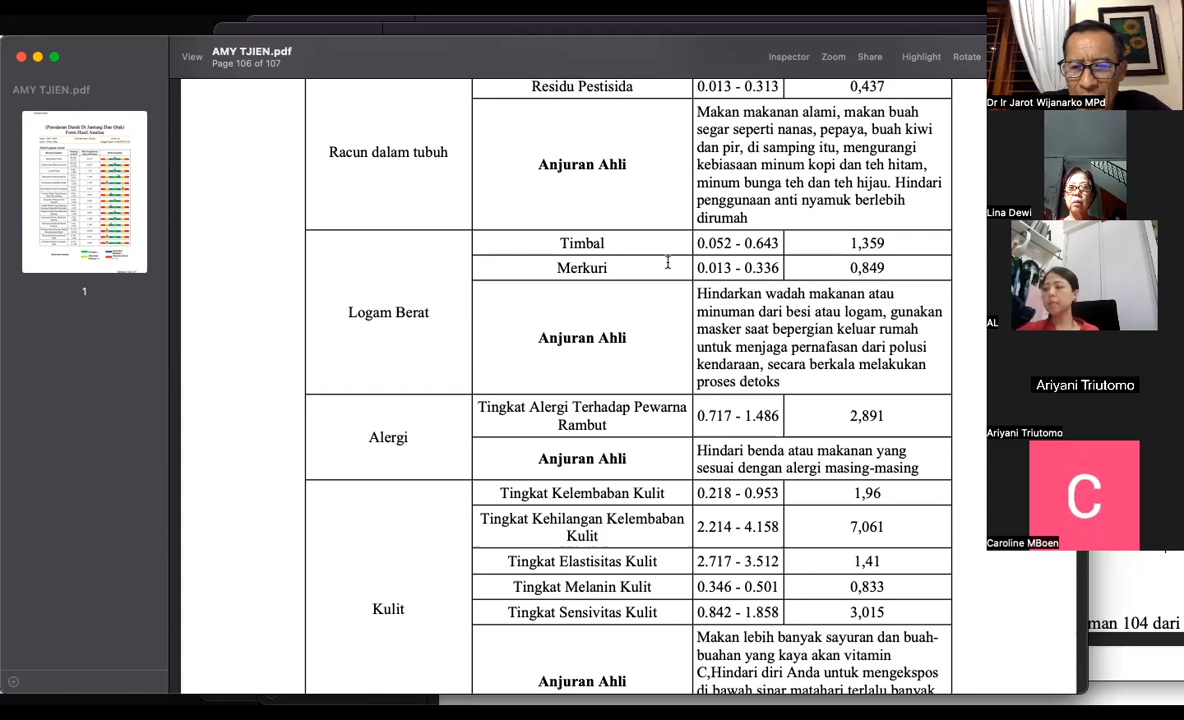 AMY TJIEN.pdf
Page 106 of 107
View
Inspector
Zoom
Share
Highlight
Rotate
AMY TJIEN.pdf
1
Residu Pestisida 0.013 - 0.313 0,437
Racun dalam tubuh
Anjuran Ahli
Makan makanan alami, makan buah
segar seperti nanas, pepaya, buah kiwi
dan pir, di samping itu, mengurangi
kebiasaan minum kopi dan teh hitam,
minum bunga teh dan teh hijau. Hindari
penggunaan anti nyamuk berlebih
dirumah
Logam Berat
Timbal 0.052 - 0.643 1,359
Merkuri 0.013 - 0.336 0,849
Anjuran Ahli
Hindarkan wadah makanan atau
minuman dari besi atau logam, gunakan
masker saat bepergian keluar rumah
untuk menjaga pernafasan dari polusi
kendaraan, secara berkala melakukan
proses detoks
Alergi
Tingkat Alergi Terhadap Pewarna
Rambut
0.717 - 1.486 2,891
Anjuran Ahli
Hindari benda atau makanan yang
sesuai dengan alergi masing-masing
Kulit
Tingkat Kelembaban Kulit 0.218 - 0.953 1,96
Tingkat Kehilangan Kelembaban
Kulit
2.214 - 4.158 7,061
Tingkat Elastisitas Kulit 2.717 - 3.512 1,41
Tingkat Melanin Kulit 0.346 - 0.501 0,833
Tingkat Sensivitas Kulit 0.842 - 1.858 3,015
Anjuran Ahli
Makan lebih banyak sayuran dan buah-
buahan yang kaya akan vitamin
C,Hindari diri Anda untuk mengekspos
di bawah sinar matahari terlalu banyak
Dr Ir Jarot Wijanarko MPd
Lina Dewi
AL
Ariyani Triutomo
Ariyani Triutomo
C
Caroline MBoen
man 104 dari